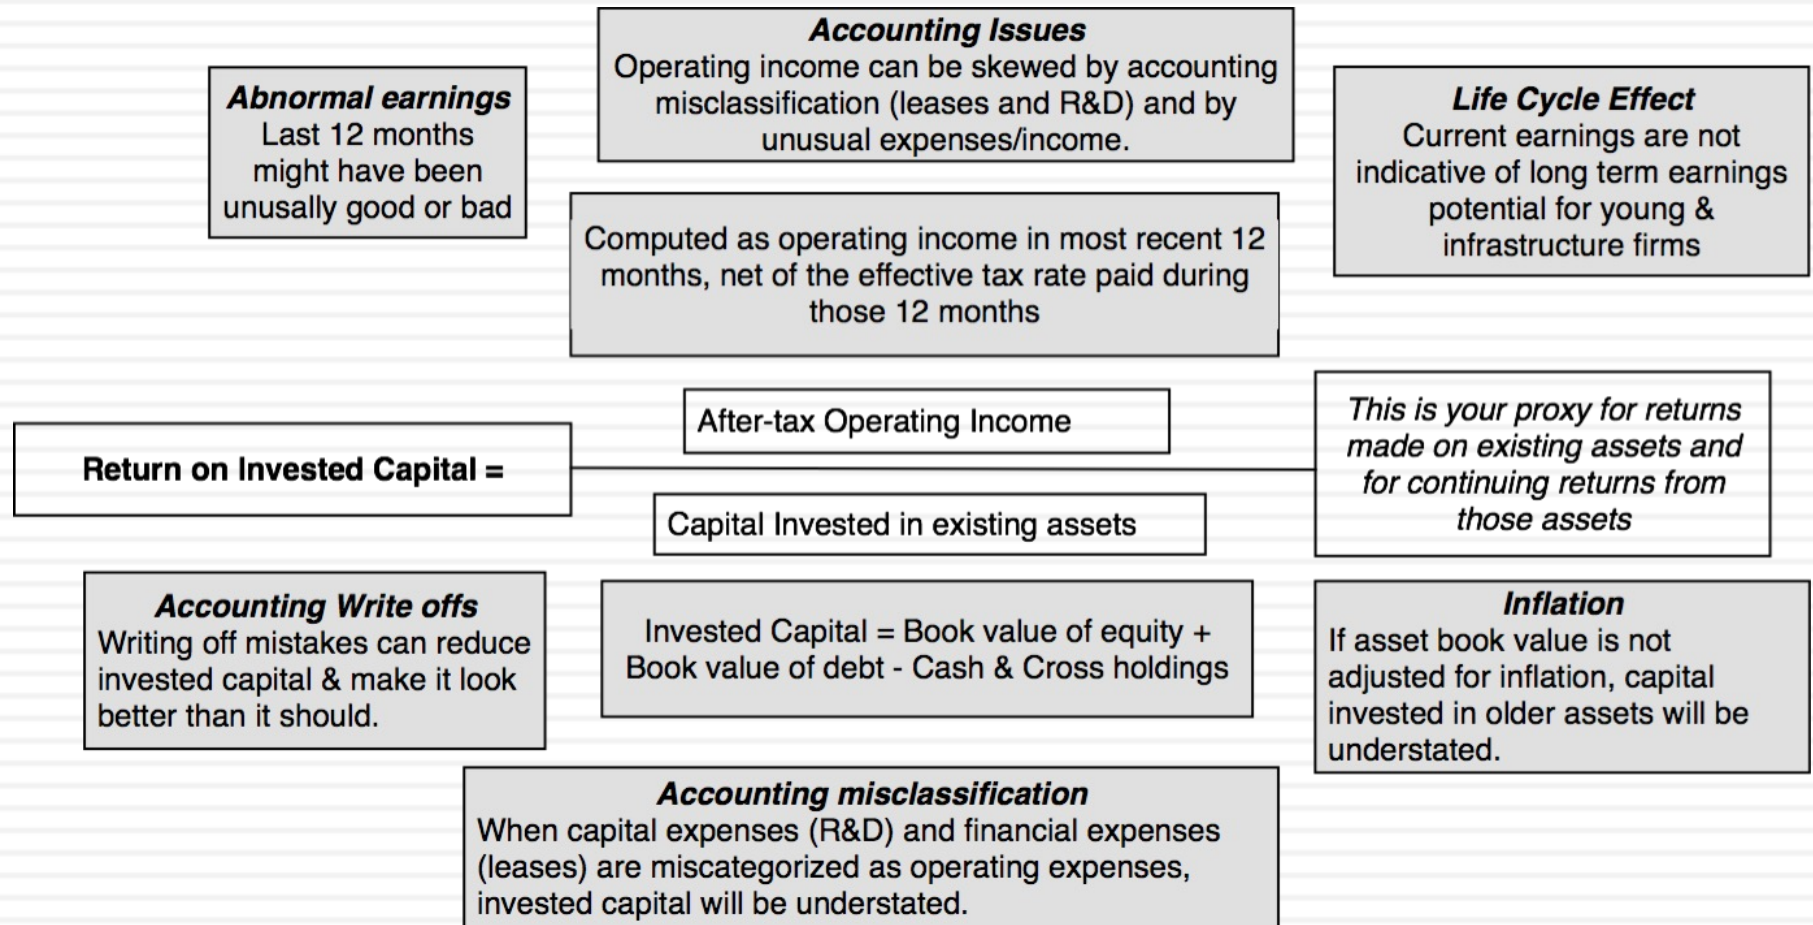 Accounting Issues
Operating income can be skewed by accounting
misclassification (leases and R&D) and by
unusual expenses/income.
Abnormal earnings
Last 12 months
might have been
unusally good or bad
Life Cycle Effect
Current earnings are not
indicative of long term earnings
potential for young &
infrastructure firms
Computed as operating income in most recent 12
months, net of the effective tax rate paid during
those 12 months
Return on Invested Capital =
After-tax Operating Income
Capital Invested in existing assets
This is your proxy for returns
made on existing assets and
for continuing returns from
those assets
Accounting Write offs
Writing off mistakes can reduce
invested capital & make it look
better than it should.
Invested Capital = Book value of equity +
Book value of debt - Cash & Cross holdings
Inflation
If asset book value is not
adjusted for inflation, capital
invested in older assets will be
understated.
Accounting misclassification
When capital expenses (R&D) and financial expenses
(leases) are miscategorized as operating expenses,
invested capital will be understated.